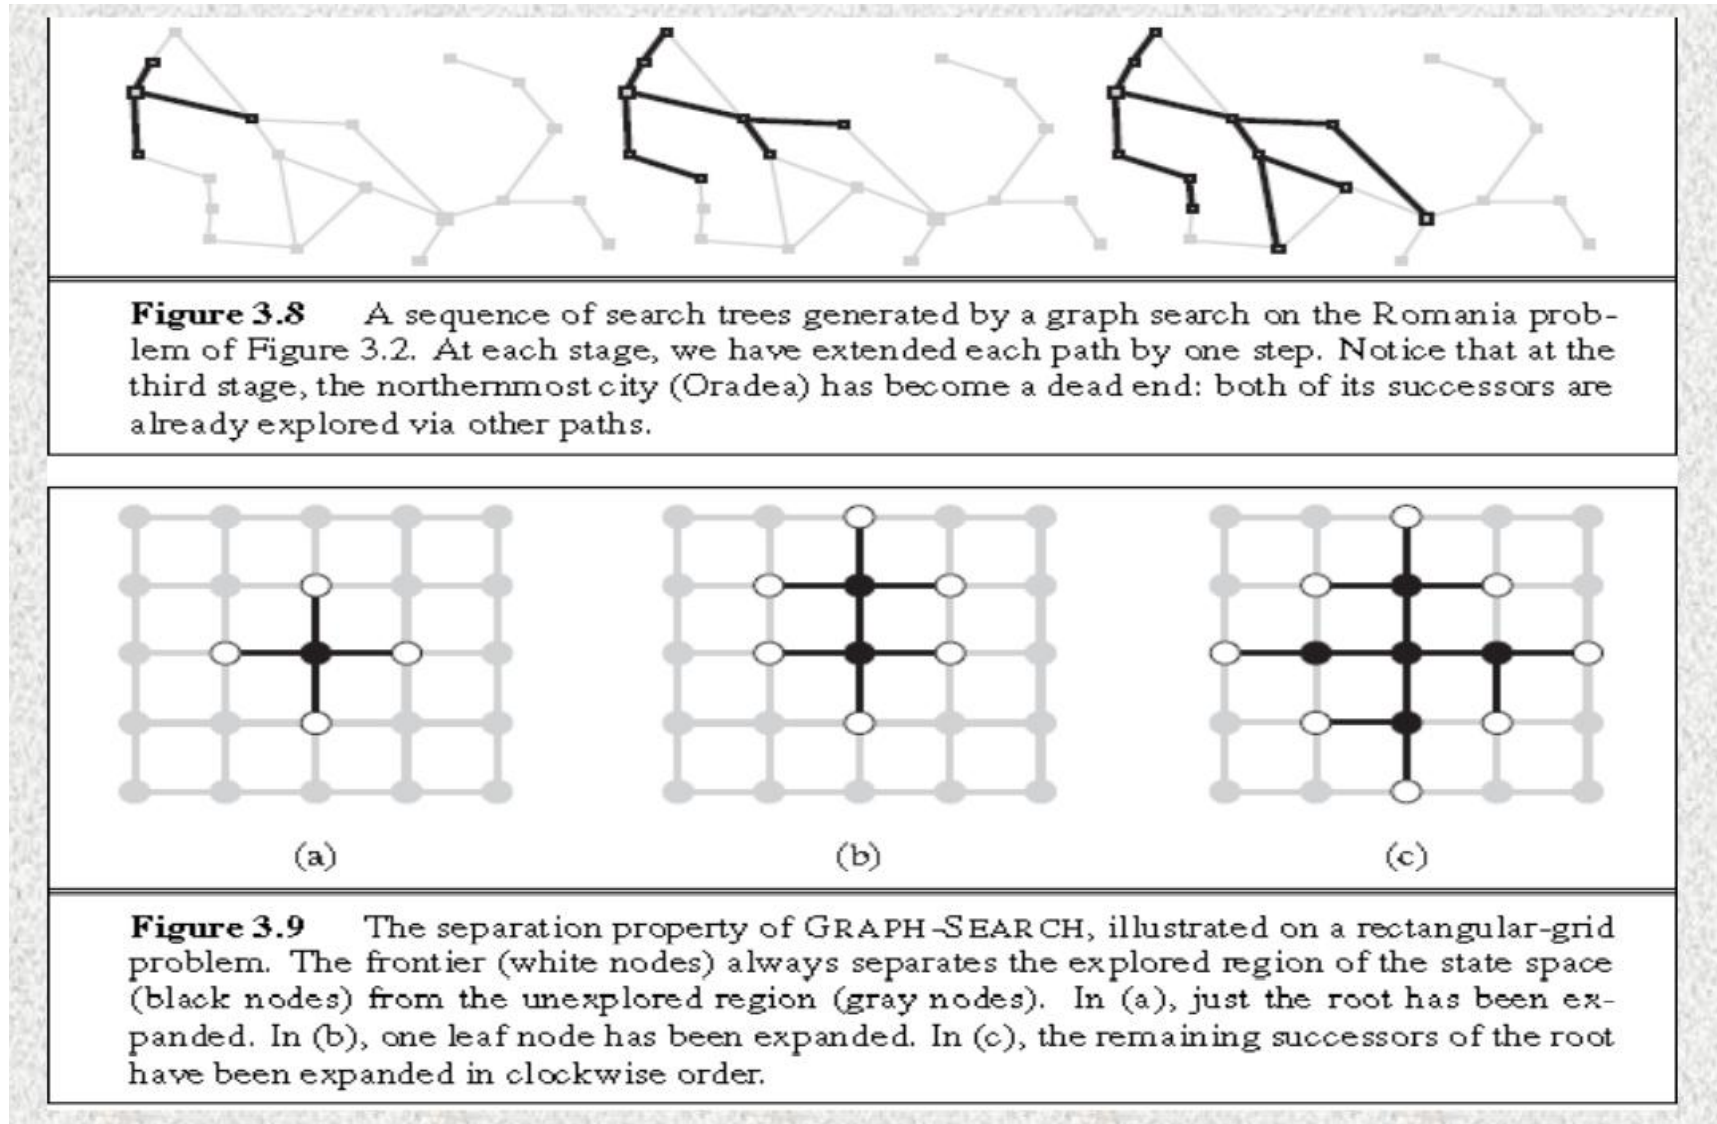 Figure 3.8 A sequence of search trees generated by a graph search on the Romania prob-
lem of Figure 3.2. At each stage, we have extended each path by one step. Notice that at the
third stage, the northernmost city (Oradea) has become a dead end: both of its successors are
already explored via other paths.
(a) (b) (c)
Figure 3.9 The separation property of GRAPH-SEARCH, illustrated on a rectangular-grid
problem. The frontier (white nodes) always separates the explored region of the state space
(black nodes) from the unexplored region (gray nodes). In (a), just the root has been ex-
panded. In (b), one leaf node has been expanded. In (c), the remaining successors of the root
have been expanded in clockwise order.